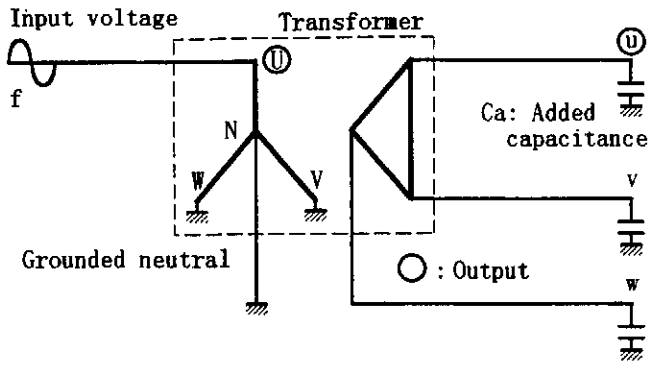 Input voltage
Transformer
f
U
u
N
W
V
Ca: Added
capacitance
v
Grounded neutral
: Output
w